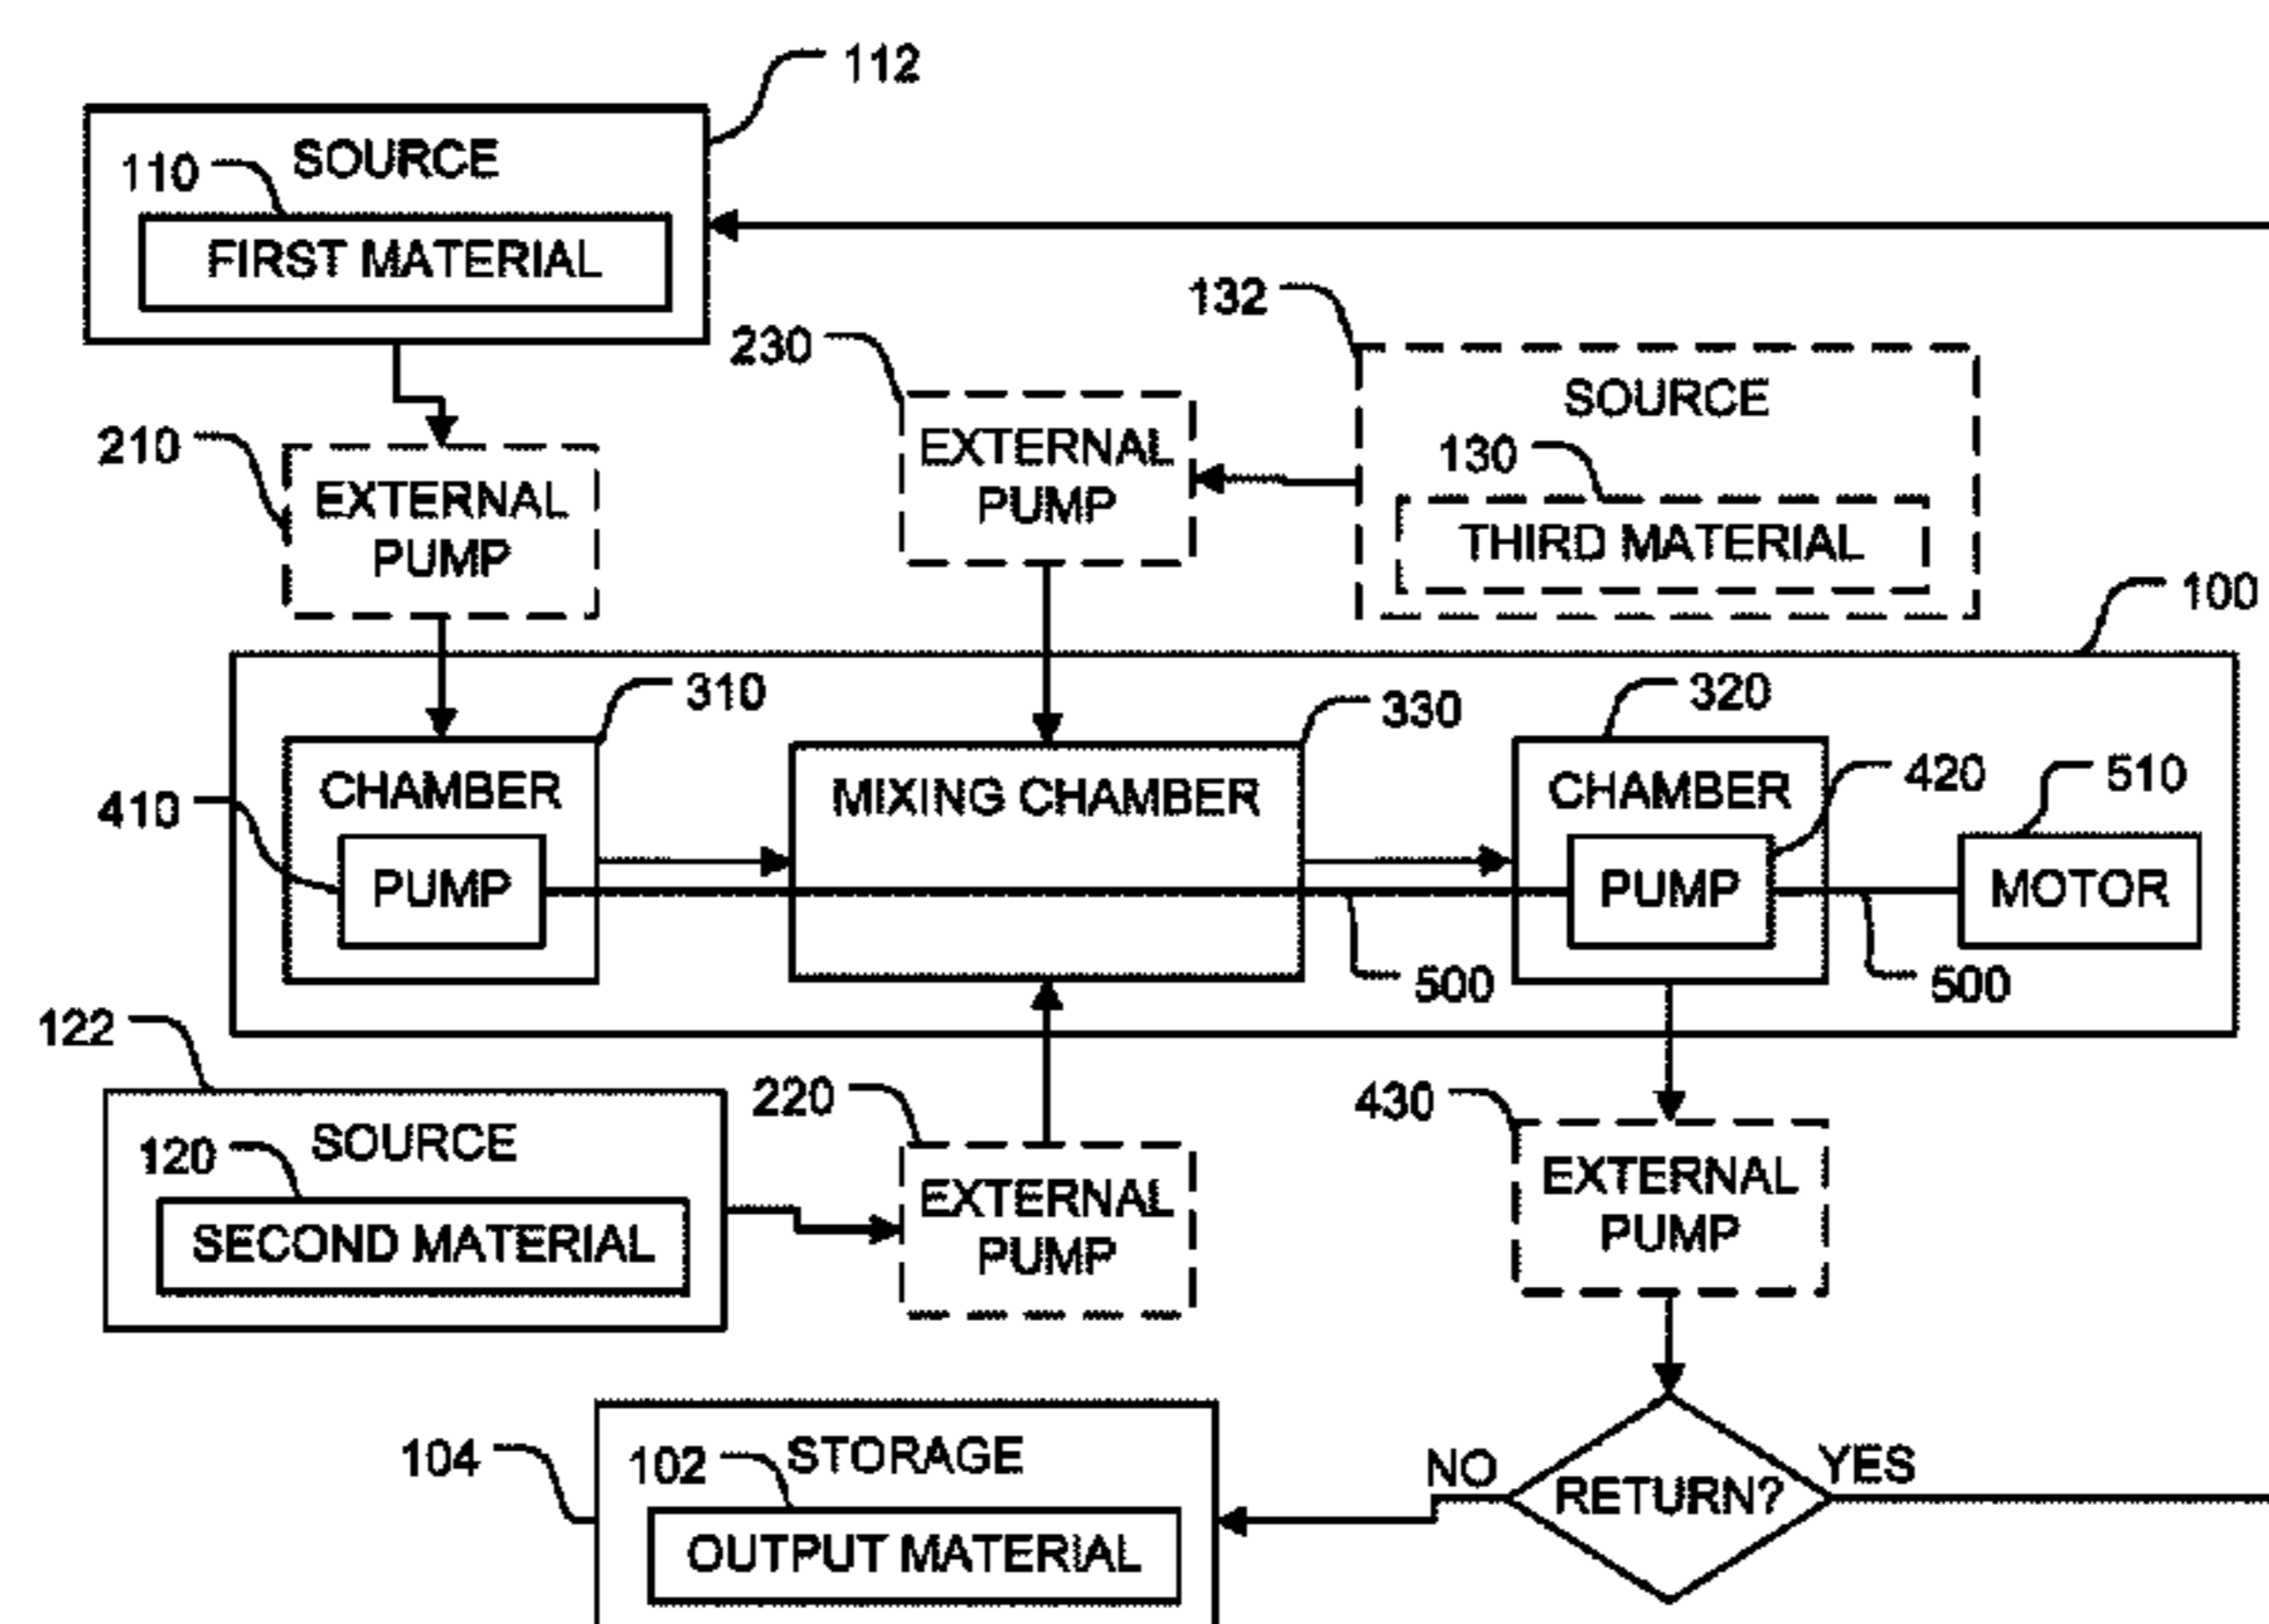 112
SOURCE
110
FIRST MATERIAL
132
230
SOURCE
210
EXTERNAL
PUMP
130
EXTERNAL
PUMP
THIRD MATERIAL
100
310
320
330
CHAMBER
MIXING CHAMBER
CHAMBER
420
510
410
PUMP
PUMP
MOTOR
500
500
122
220
430
SOURCE
120
EXTERNAL
PUMP
EXTERNAL
PUMP
SECOND MATERIAL
104
STORAGE
102
NO
YES
RETURN?
OUTPUT MATERIAL